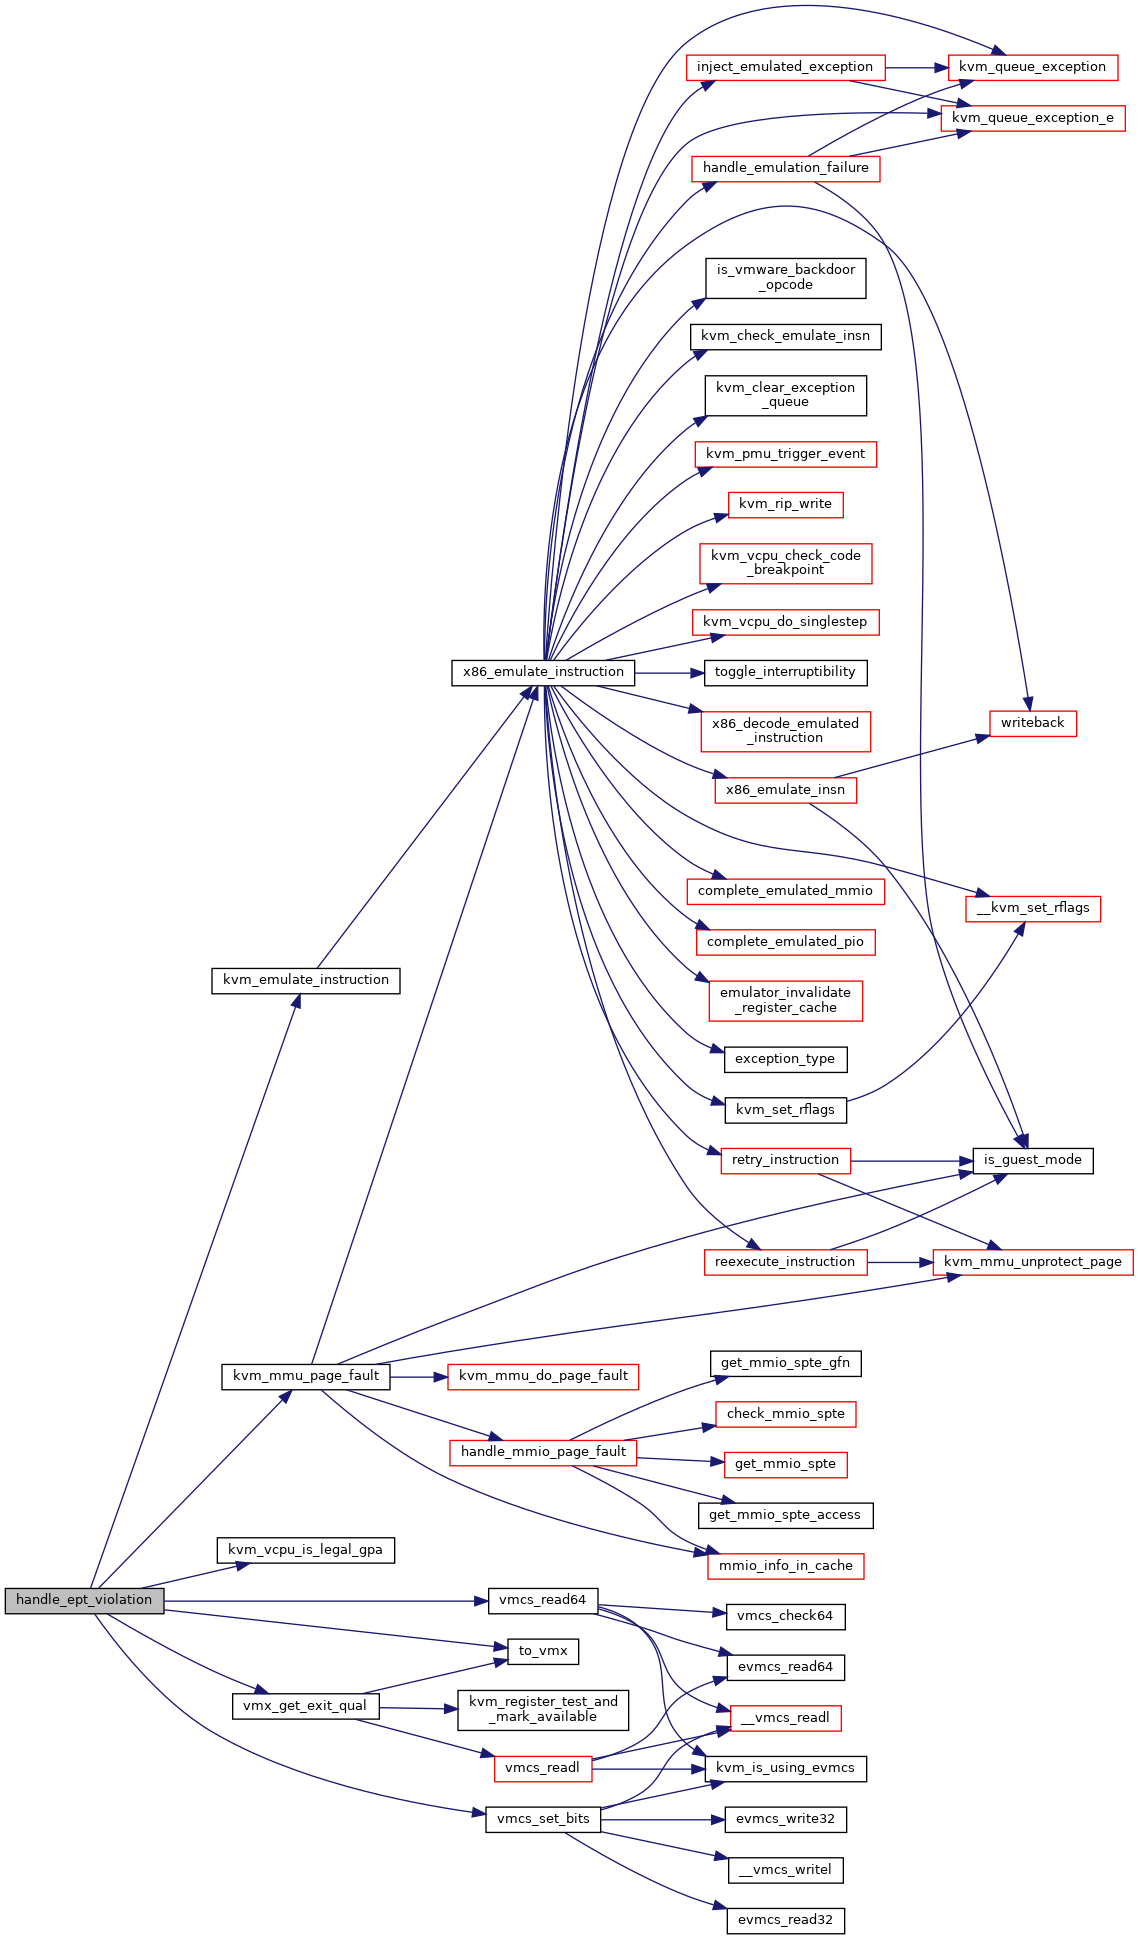 inject_emulated_exception
kvm_queue_exception
kvm_queue_exception_e
handle_emulation_failure
is_vmware_backdoor
_opcode
kvm_check_emulate_insn
kvm_clear_exception
_queue
kvm_pmu_trigger_event
kvm_rip_write
kvm_vcpu_check_code
_breakpoint
kvm_vcpu_do_singlestep
x86_emulate_instruction
toggle_interruptibility
x86_decode_emulated
_instruction
writeback
x86_emulate_insn
complete_emulated_mmio
__kvm_set_rflags
complete_emulated_pio
kvm_emulate_instruction
emulator_invalidate
_register_cache
exception_type
kvm_set_rflags
retry_instruction
is_guest_mode
reexecute_instruction
kvm_mmu_unprotect_page
get_mmio_spte_gfn
kvm_mmu_page_fault
kvm_mmu_do_page_fault
check_mmio_spte
handle_mmio_page_fault
get_mmio_spte
get_mmio_spte_access
kvm_vcpu_is_legal_gpa
mmio_info_in_cache
handle_ept_violation
vmcs_read64
vmcs_check64
to_vmx
evmcs_read64
vmx_get_exit_qual
kvm_register_test_and
_mark_available
__vmcs_readl
vmcs_readl
kvm_is_using_evmcs
vmcs_set_bits
evmcs_write32
__vmcs_writel
evmcs_read32